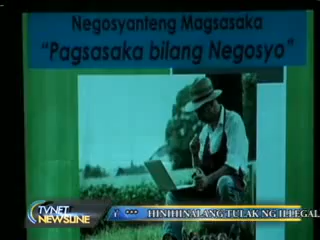 Negosyanteng Magsasaka
"Pagsasaka bilang Negosyo"
TVNET
NEWSLINE
HINIHINALANG TULAK NG ILLEGAL